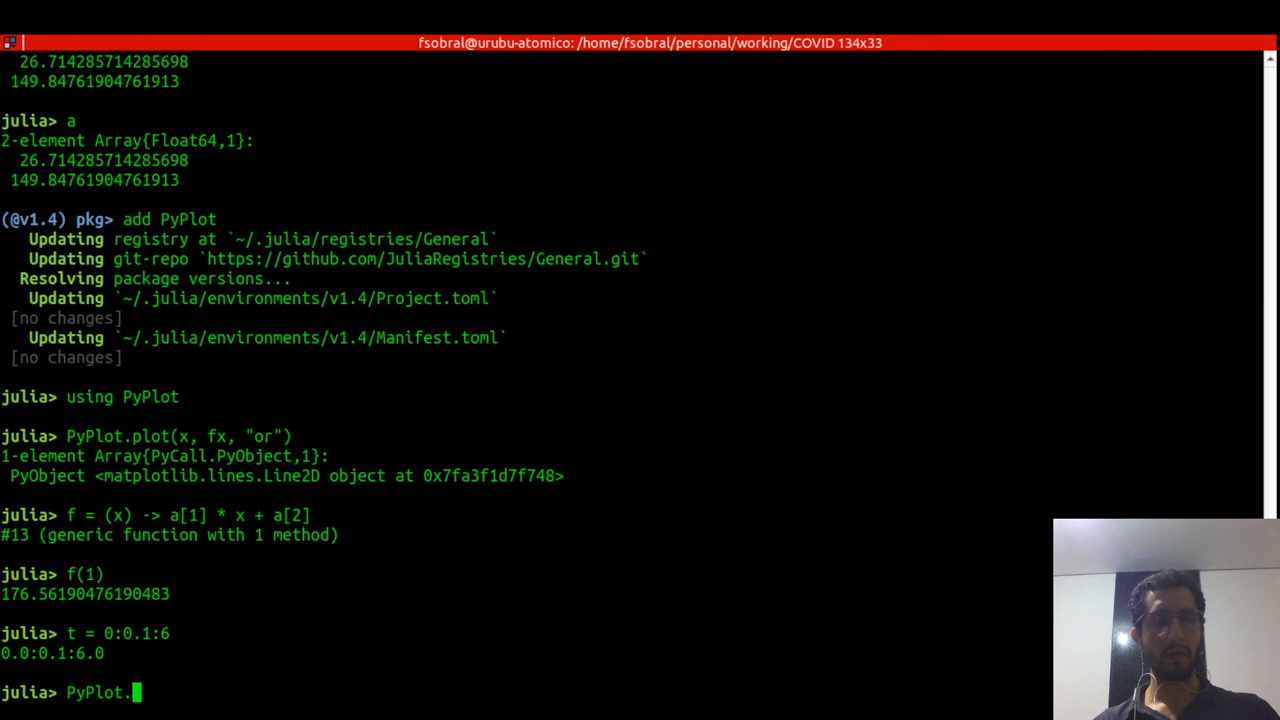 fsobral@urubu-atomico: /home/fsobral/personal/working/COVID 134x33
26.714285714285698
149.84761904761913
julia> a
2-element Array{Float64,1}:
26.714285714285698
149.84761904761913
(@v1.4) pkg> add PyPlot
Updating registry at `~/.julia/registries/General`
Updating git-repo `https://github.com/JuliaRegistries/General.git`
Resolving package versions...
Updating `~/.julia/environments/v1.4/Project.toml`
[no changes]
Updating `~/.julia/environments/v1.4/Manifest.toml`
[no changes]
julia> using PyPlot
julia> PyPlot.plot(x, fx, "or")
1-element Array{PyCall.PyObject,1}:
PyObject <matplotlib.lines.Line2D object at 0x7fa3f1d7f748>
julia> f = (x) -> a[1] * x + a[2]
#13 (generic function with 1 method)
julia> f(1)
176.56190476190483
julia> t = 0:0.1:6
0.0:0.1:6.0
julia> PyPlot.